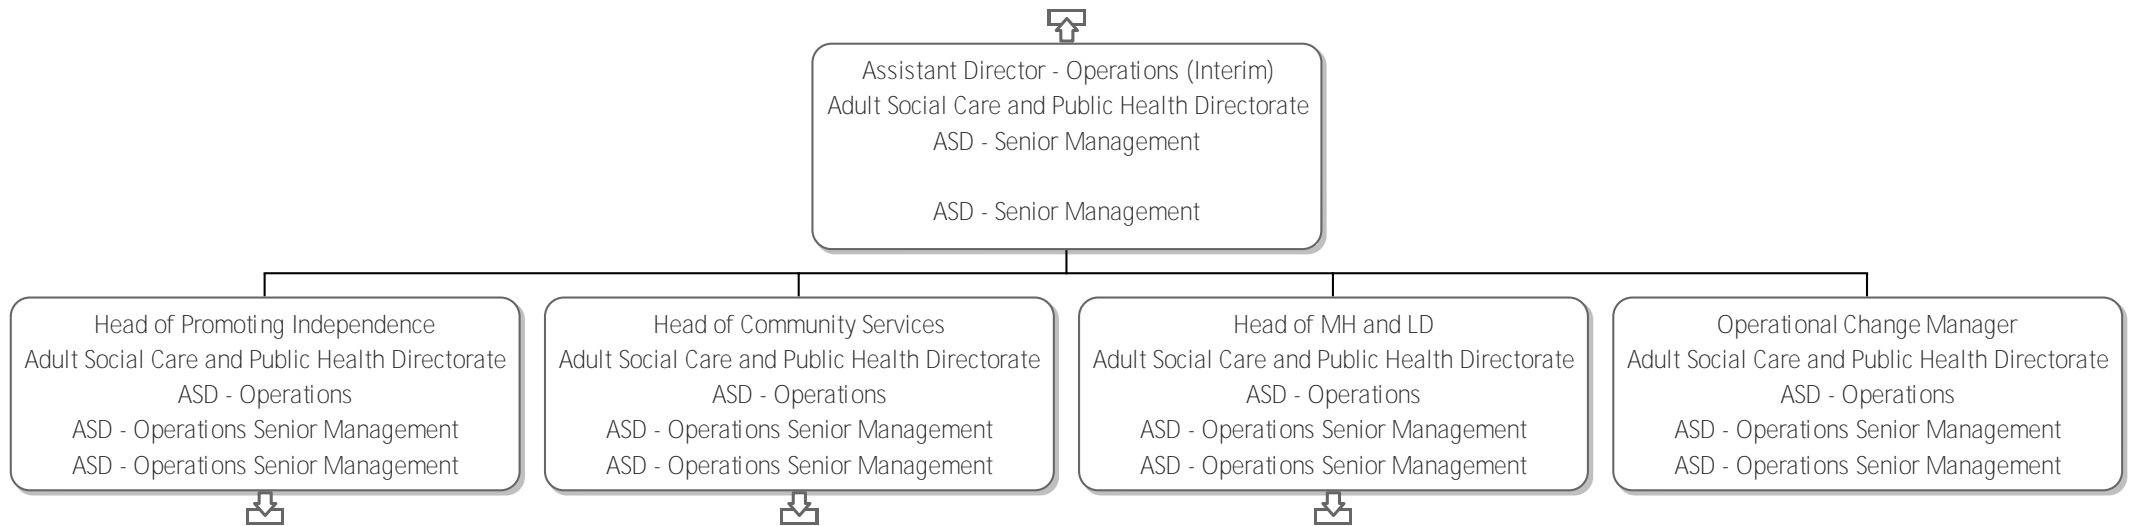 Assistant Director - Operations (Interim)
Adult Social Care and Public Health Directorate
ASD - Senior Management
ASD - Senior Management
Head of Promoting Independence
Adult Social Care and Public Health Directorate
ASD - Operations
ASD - Operations Senior Management
ASD - Operations Senior Management
Head of Community Services
Adult Social Care and Public Health Directorate
ASD - Operations
ASD - Operations Senior Management
ASD - Operations Senior Management
Head of MH and LD
Adult Social Care and Public Health Directorate
ASD - Operations
ASD - Operations Senior Management
ASD - Operations Senior Management
Operational Change Manager
Adult Social Care and Public Health Directorate
ASD - Operations
ASD - Operations Senior Management
ASD - Operations Senior Management